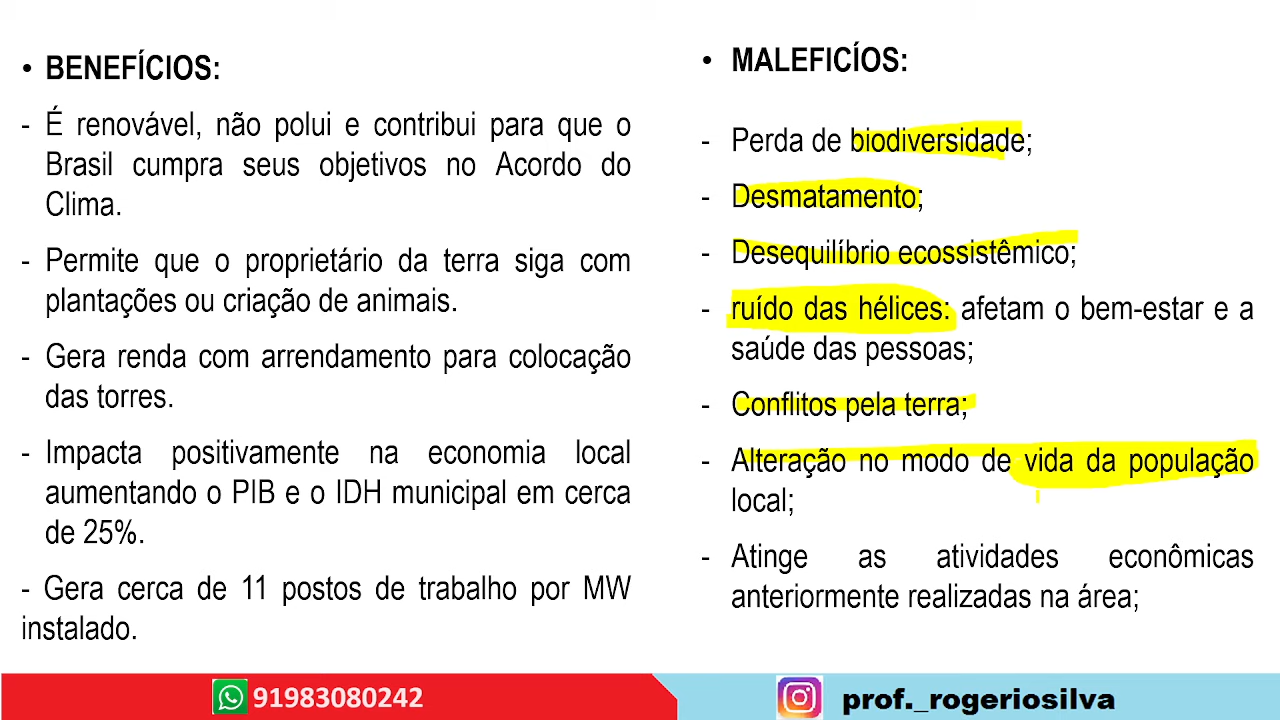 • BENEFÍCIOS:
- É renovável, não polui e contribui para que o
Brasil cumpra seus objetivos no Acordo do
Clima.
- Permite que o proprietário da terra siga com
plantações ou criação de animais.
- Gera renda com arrendamento para colocação
das torres.
- Impacta positivamente na economia local
aumentando o PIB e o IDH municipal em cerca
de 25%.
- Gera cerca de 11 postos de trabalho por MW
instalado.
• MALEFICÍOS:
- Perda de biodiversidade;
- Desmatamento;
- Desequilíbrio ecossistêmico;
- ruído das hélices: afetam o bem-estar e a
saúde das pessoas;
- Conflitos pela terra;
- Alteração no modo de vida da população
local;
- Atinge as atividades econômicas
anteriormente realizadas na área;
91983080242
prof._rogeriosilva